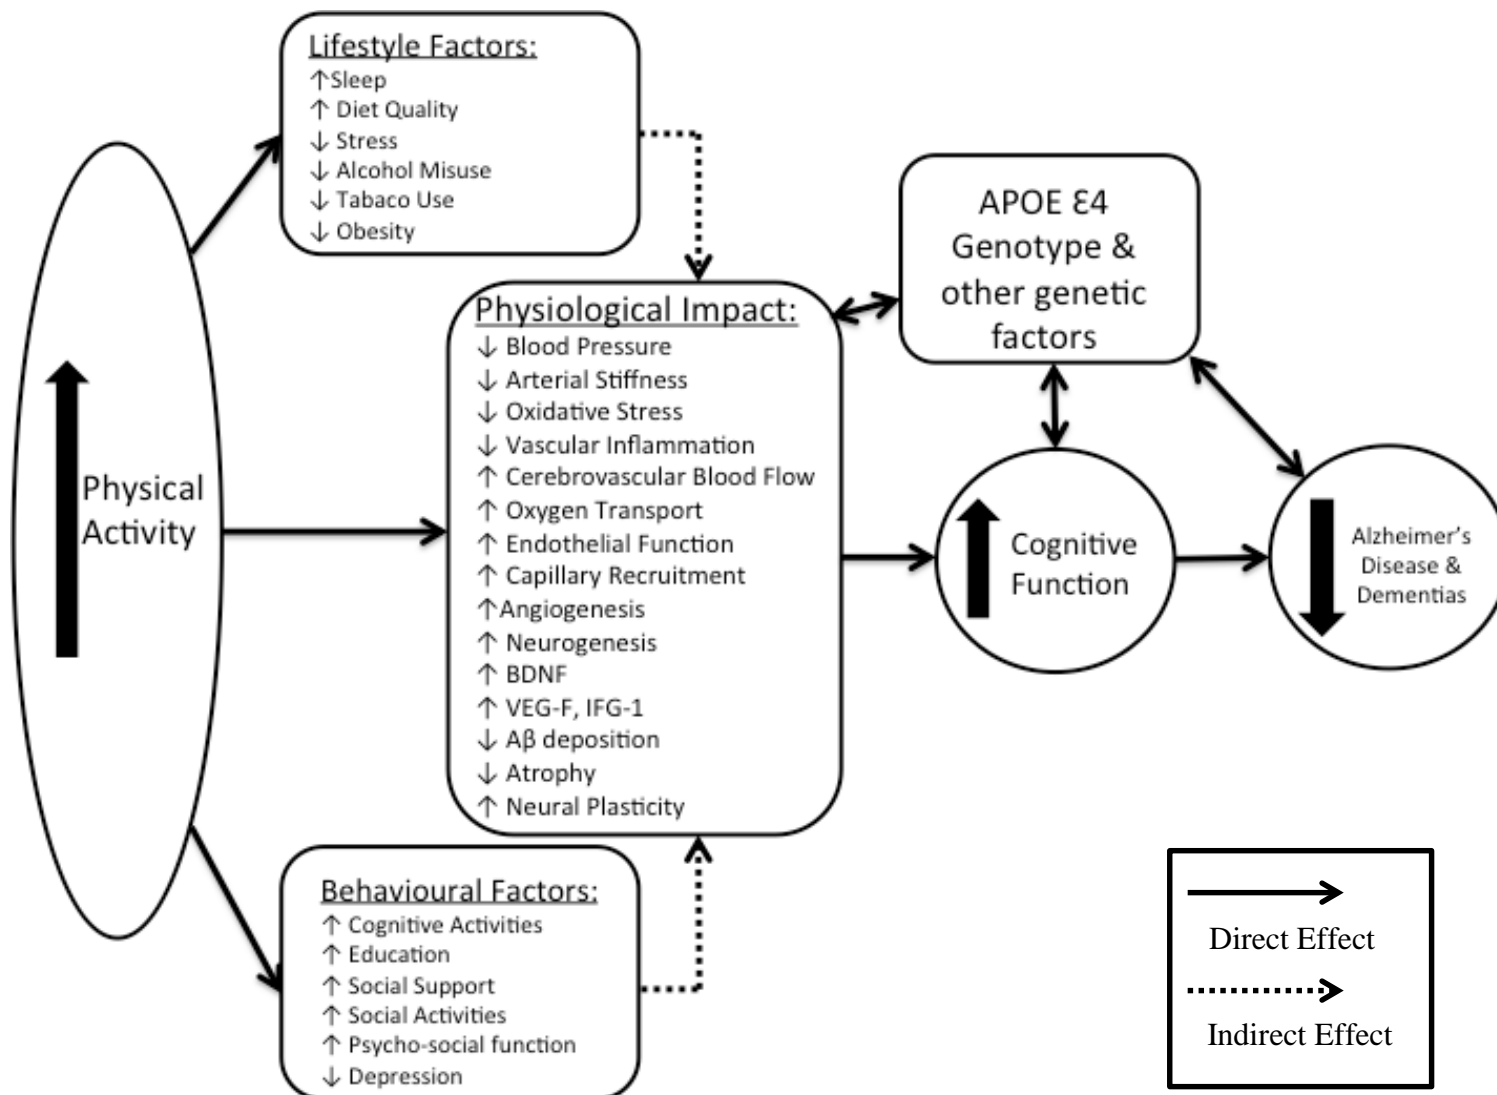 Lifestyle Factors:
↑Sleep
↑ Diet Quality
↓ Stress
↓ Alcohol Misuse
↓ Tabaco Use
↓ Obesity
Physical
Activity
Physiological Impact:
↓ Blood Pressure
↓ Arterial Stiffness
↓ Oxidative Stress
↓ Vascular Inflammation
↑ Cerebrovascular Blood Flow
↑ Oxygen Transport
↑ Endothelial Function
↑ Capillary Recruitment
↑Angiogenesis
↑ Neurogenesis
↑ BDNF
↑ VEG-F, IFG-1
↓ Aβ deposition
↓ Atrophy
↑ Neural Plasticity
Behavioural Factors:
↑ Cognitive Activities
↑ Education
↑ Social Support
↑ Social Activities
↑ Psycho-social function
↓ Depression
APOE Ɛ4
Genotype &
other genetic
factors
Cognitive
Function
Alzheimer's
Disease &
Dementias
Direct Effect
Indirect Effect